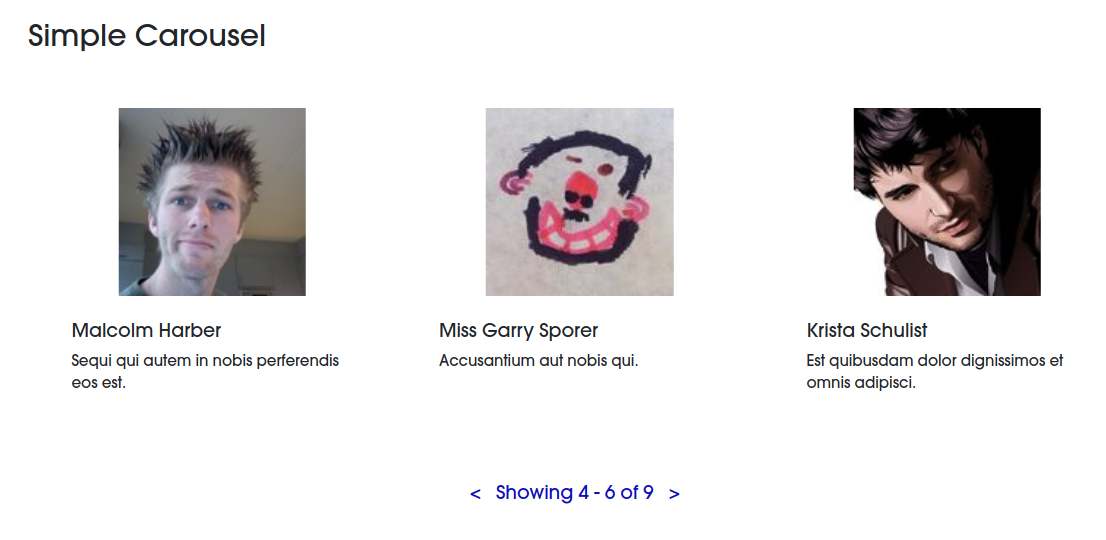 Simple Carousel
Malcolm Harber
Sequi qui autem in nobis perferendis
eos est.
Miss Garry Sporer
Accusantium aut nobis qui.
Krista Schulist
Est quibusdam dolor dignissimos et
omnis adipisci.
< Showing 4 - 6 of 9 >